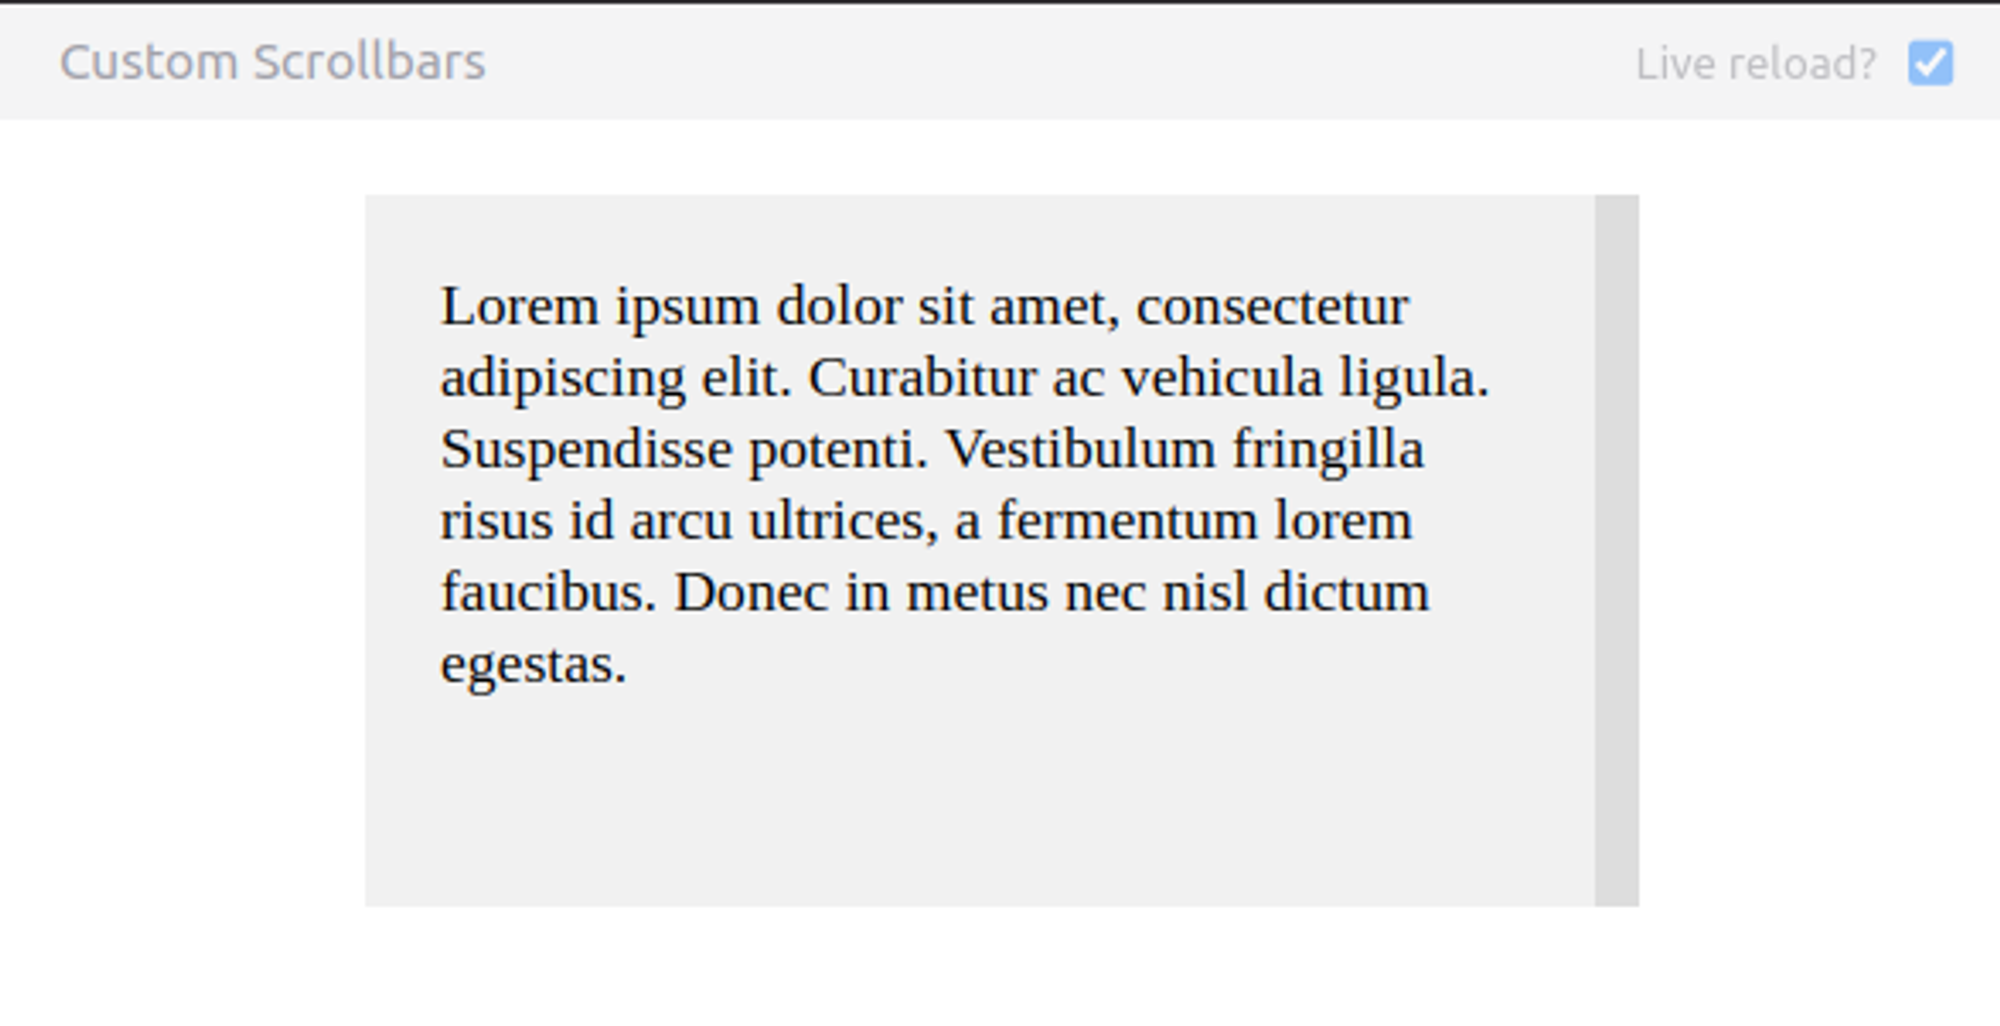 Custom Scrollbars
Live reload?
Lorem ipsum dolor sit amet, consectetur
adipiscing elit. Curabitur ac vehicula ligula.
Suspendisse potenti. Vestibulum fringilla
risus id arcu ultrices, a fermentum lorem
faucibus. Donec in metus nec nisl dictum
egestas.